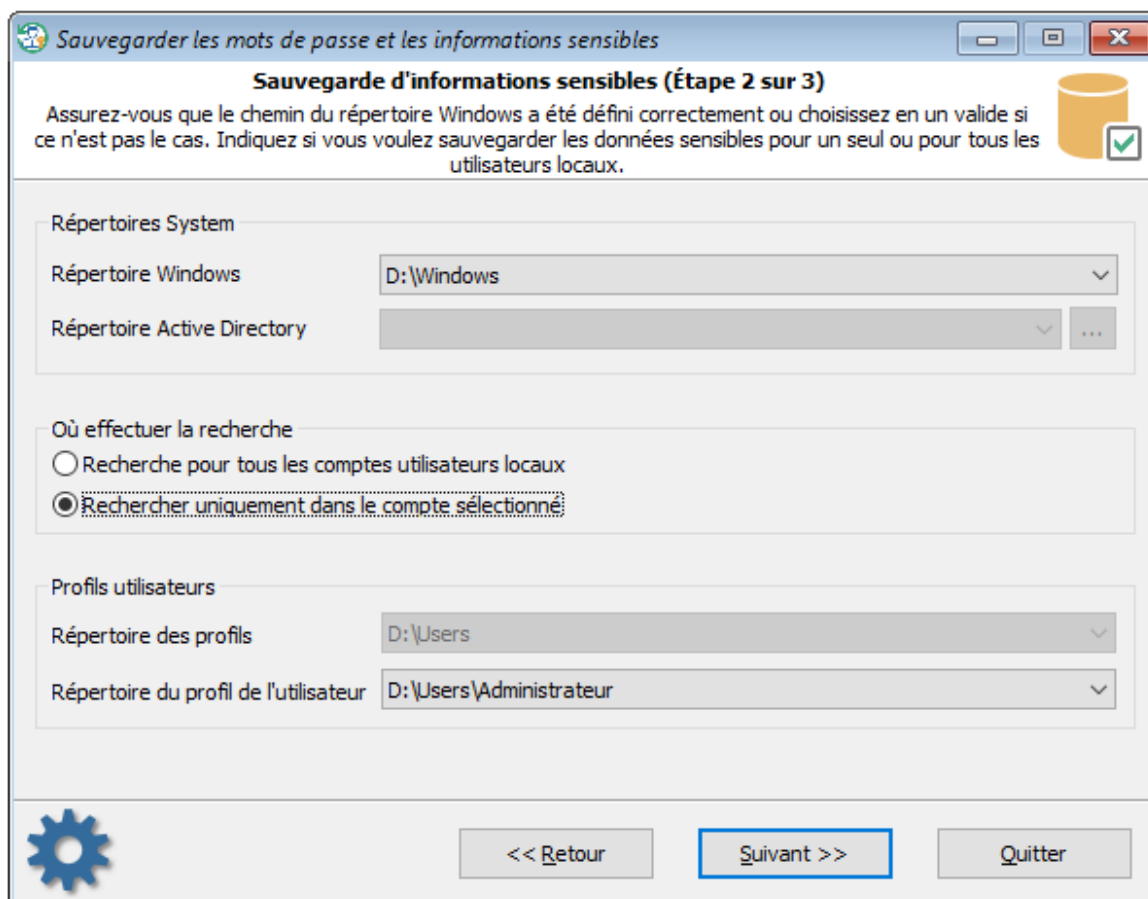 Sauvegarder les mots de passe et les informations sensibles
Sauvegarde d'informations sensibles (Étape 2 sur 3)
Assurez-vous que le chemin du répertoire Windows a été défini correctement ou choisissez en un valide si
ce n'est pas le cas. Indiquez si vous voulez sauvegarder les données sensibles pour un seul ou pour tous les
utilisateurs locaux.
Répertoires System
Répertoire Windows D:\Windows
Répertoire Active Directory ...
Où effectuer la recherche
Recherche pour tous les comptes utilisateurs locaux
Rechercher uniquement dans le compte sélectionné
Profils utilisateurs
Répertoire des profils D:\Users
Répertoire du profil de l'utilisateur D:\Users\Administrateur
<< Retour Suivant >> Quitter